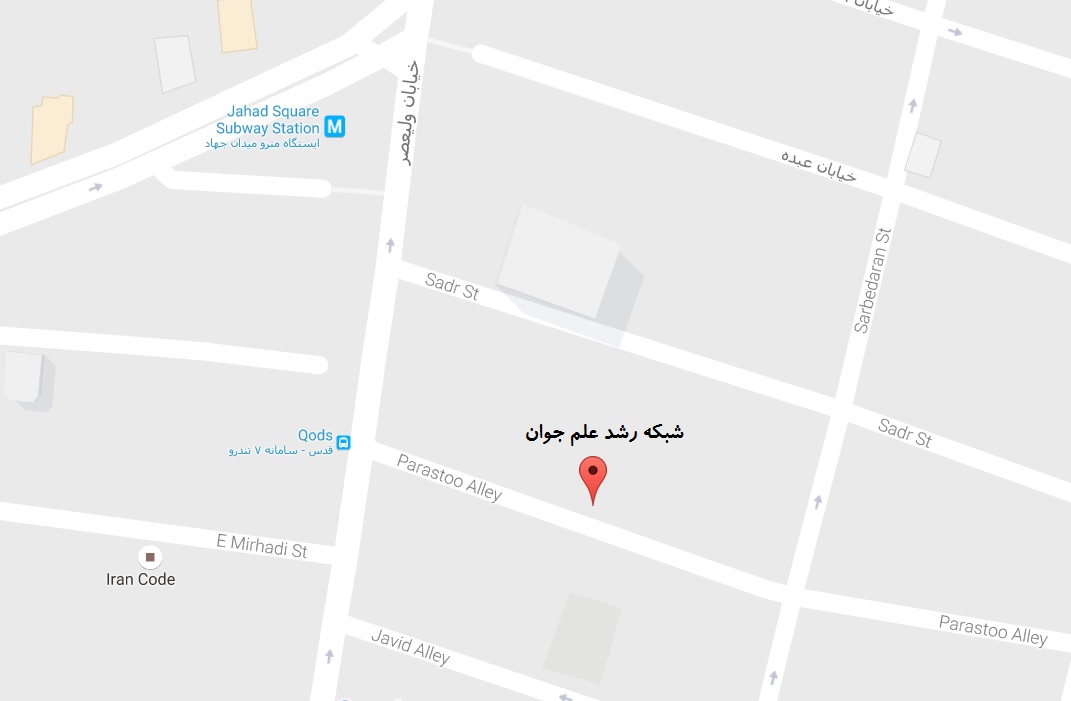 خیابان
Jahad Square
Subway Station
M
ایستگاه مترو میدان جهاد
خیابان ولیعصر
خیابان عبده
Sadr St
Sarbedaran St
Qods
قدس - سامانه ۷ تندرو
شبکه رشد علم جوان
Sadr St
Parastoo Alley
E Mirhadi St
Iran Code
Javid Alley
Parastoo Alley